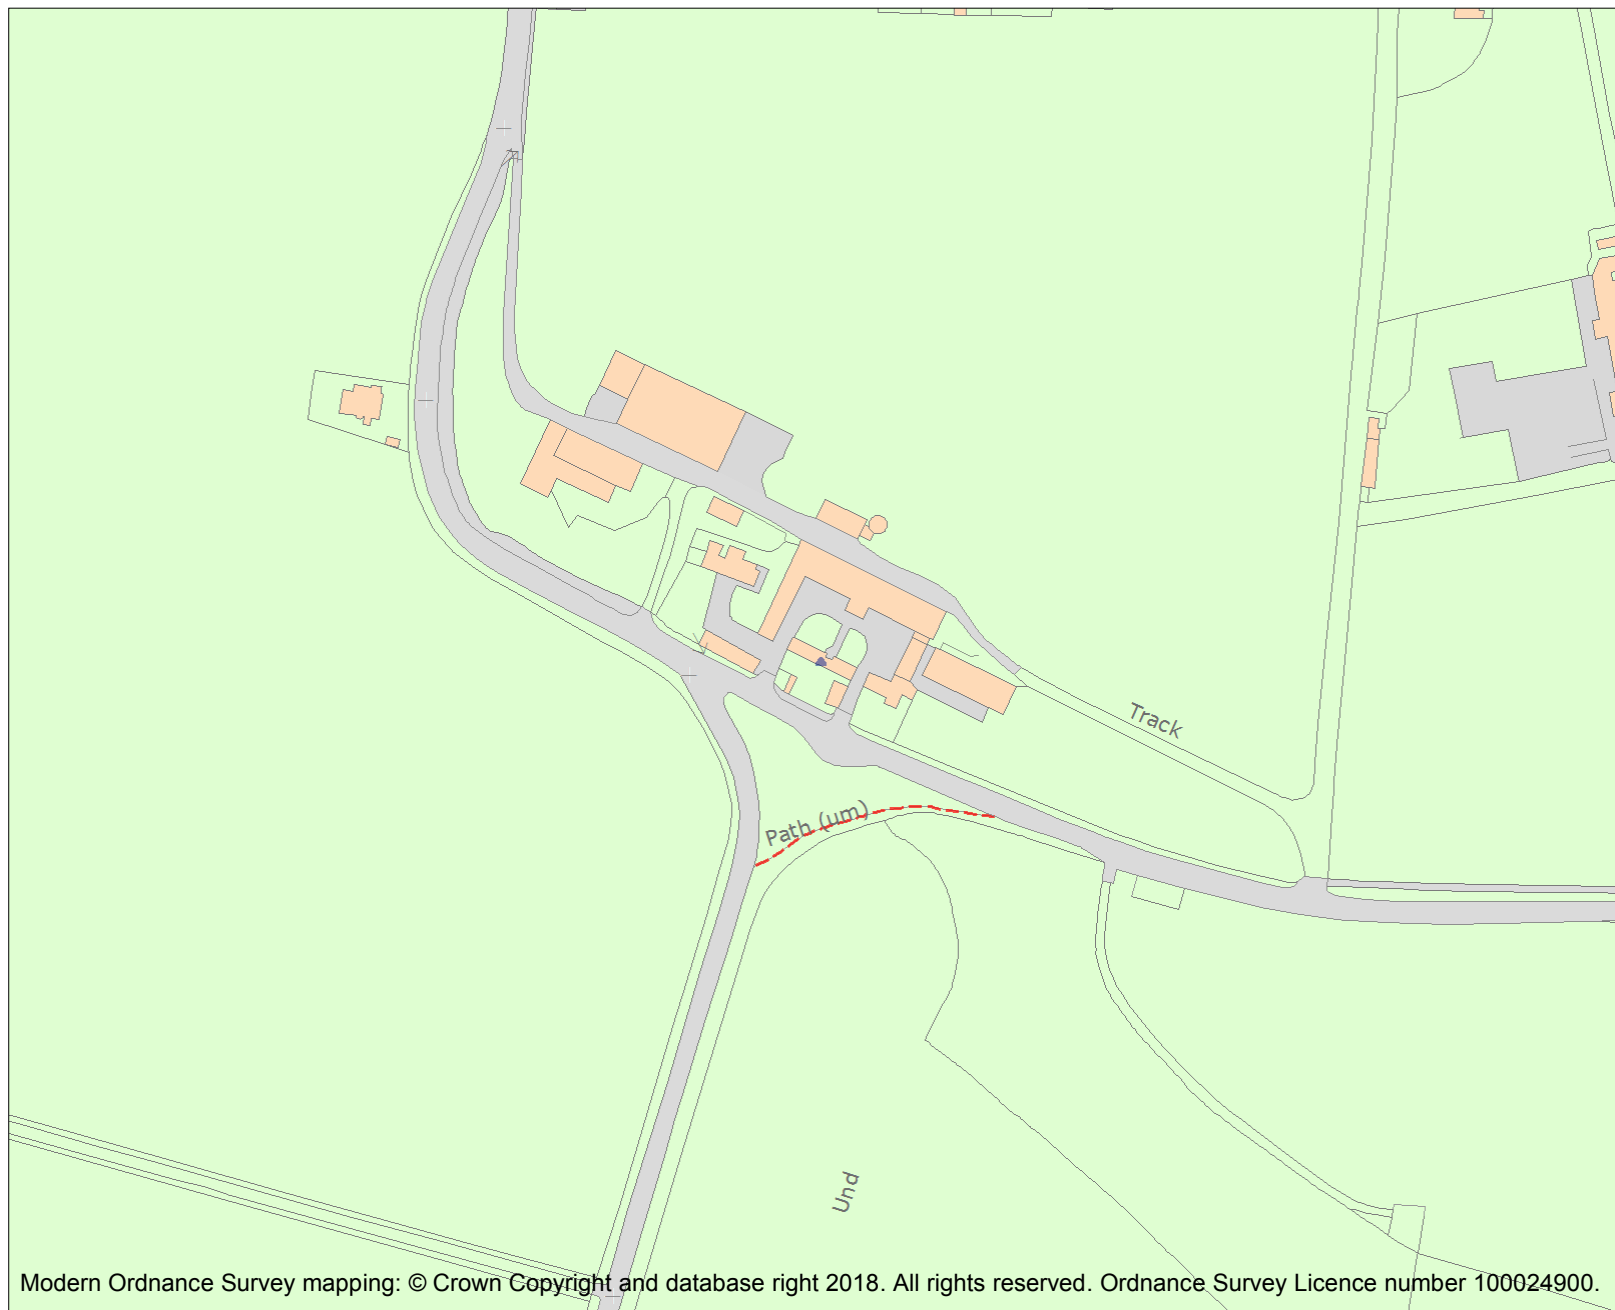 Track
Path (um)
Und
Modern Ordnance Survey mapping: © Crown Copyright and database right 2018. All rights reserved. Ordnance Survey Licence number 100024900.